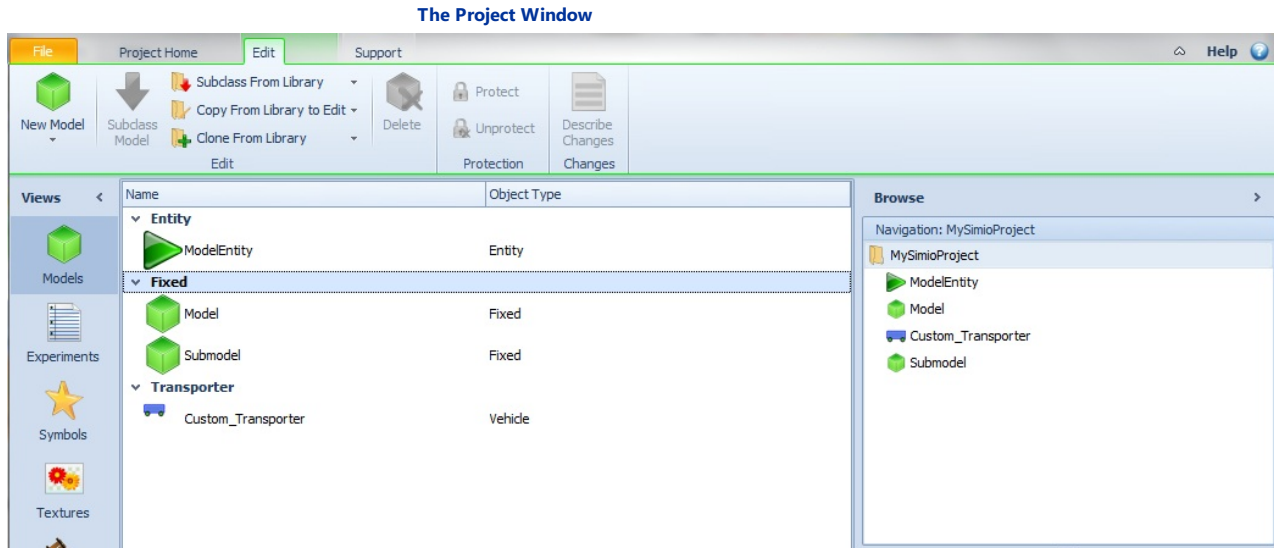 The Project Window
File Project Home Edit Support Help
New Model
Subclass Model
Subclass From Library
Copy From Library to Edit
Clone From Library
Delete
Edit
Protect
Unprotect
Protection
Describe Changes
Changes
Views
Models
Experiments
Symbols
Textures
Name Object Type
Entity
ModelEntity Entity
Fixed
Model Fixed
Submodel Fixed
Transporter
Custom_Transporter Vehicle
Browse
Navigation: MySimioProject
MySimioProject
ModelEntity
Model
Custom_Transporter
Submodel